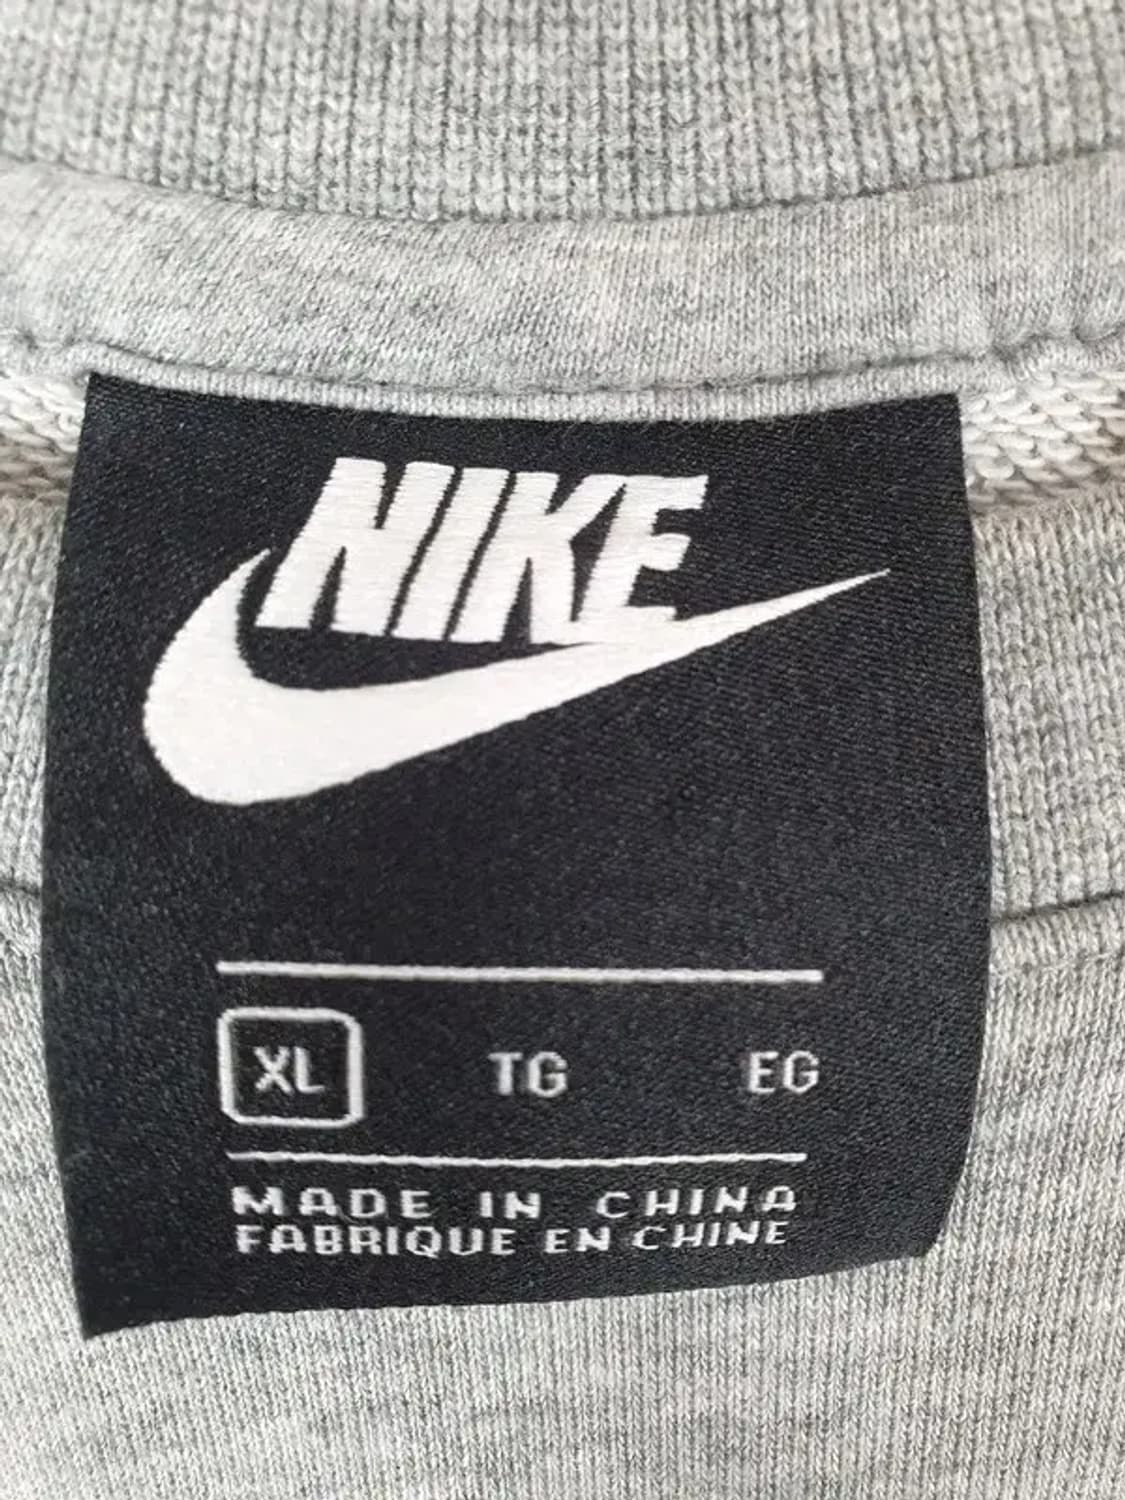 NIKE
XL TG EG
MADE IN CHINA
FABRIQUE EN CHINE